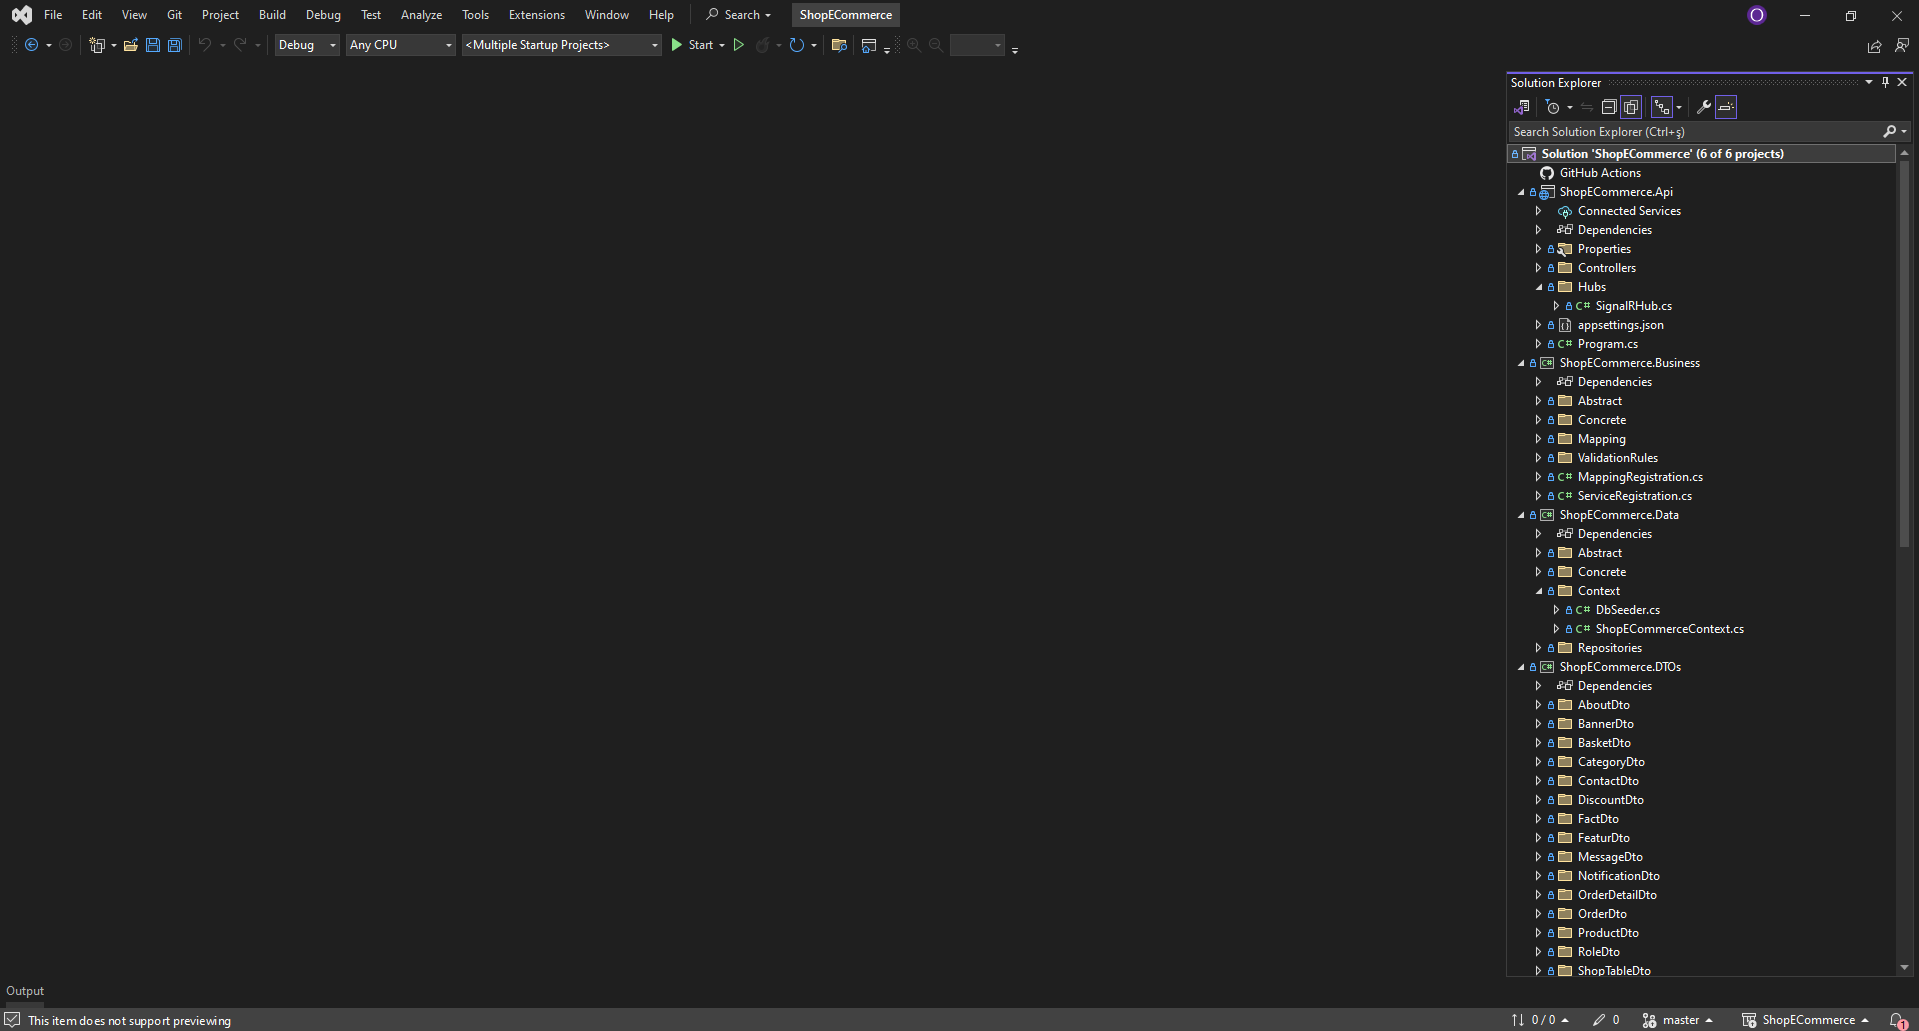 File Edit View Git Project Build Debug Test Analyze Tools Extensions Window Help Search ShopECommerce O
Debug Any CPU <Multiple Startup Projects> Start
Solution Explorer
Search Solution Explorer (Ctrl+ş)
Solution 'ShopECommerce' (6 of 6 projects)
GitHub Actions
ShopECommerce.Api
Connected Services
Dependencies
Properties
Controllers
Hubs
C# SignalRHub.cs
appsettings.json
C# Program.cs
C# ShopECommerce.Business
Dependencies
Abstract
Concrete
Mapping
ValidationRules
C# MappingRegistration.cs
C# ServiceRegistration.cs
C# ShopECommerce.Data
Dependencies
Abstract
Concrete
Context
C# DbSeeder.cs
C# ShopECommerceContext.cs
Repositories
C# ShopECommerce.DTOs
Dependencies
AboutDto
BannerDto
BasketDto
CategoryDto
ContactDto
DiscountDto
FactDto
FeaturDto
MessageDto
NotificationDto
OrderDetailDto
OrderDto
ProductDto
RoleDto
ShopTableDto
Output
This item does not support previewing 0 / 0 0 master ShopECommerce 1